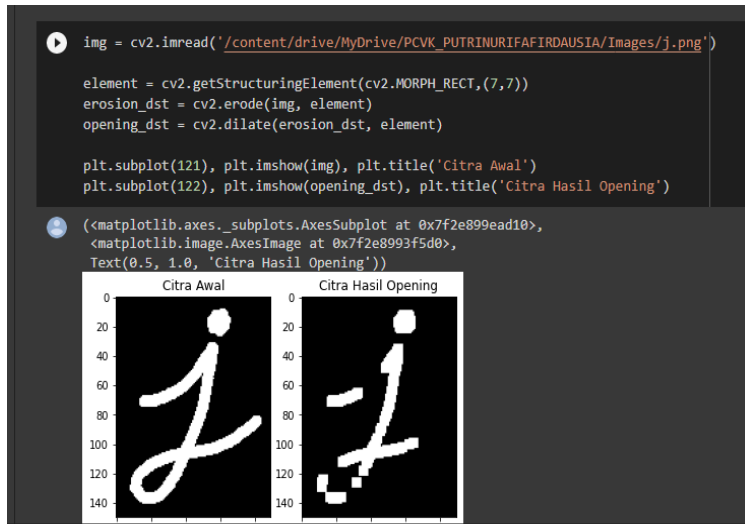 img = cv2.imread('/content/drive/MyDrive/PCVK_PUTRINURIFAFIRDAUSIA/Images/j.png')
element = cv2.getStructuringElement(cv2.MORPH_RECT,(7,7))
erosion_dst = cv2.erode(img, element)
opening_dst = cv2.dilate(erosion_dst, element)
plt.subplot(121), plt.imshow(img), plt.title('Citra Awal')
plt.subplot(122), plt.imshow(opening_dst), plt.title('Citra Hasil Opening')
(<matplotlib.axes._subplots.AxesSubplot at 0x7f2e899ead10>,
<matplotlib.image.AxesImage at 0x7f2e8993f5d0>,
Text(0.5, 1.0, 'Citra Hasil Opening'))
Citra Awal Citra Hasil Opening
0 0
20 20
40 40
60 60
80 80
100 100
120 120
140 140